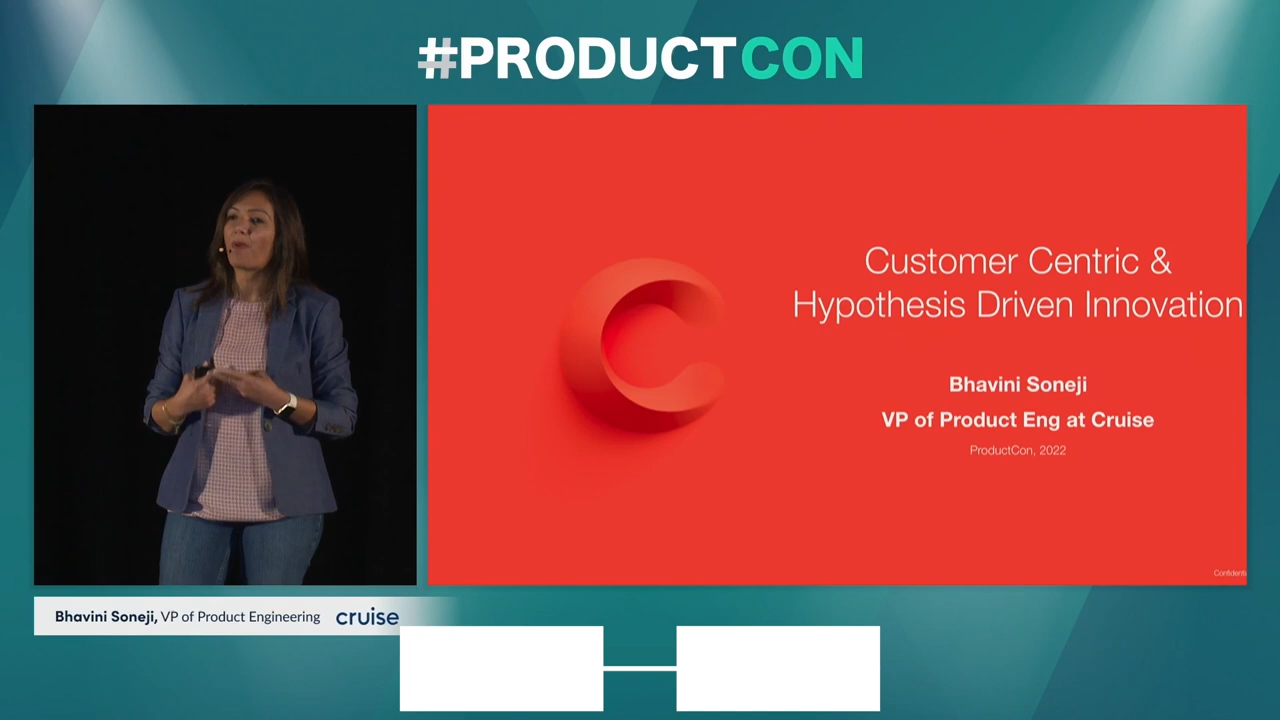 #PRODUCTCON
Customer Centric &
Hypothesis Driven Innovation
Bhavini Soneji
VP of Product Eng at Cruise
ProductCon, 2022
Bhavini Soneji, VP of Product Engineering cruise